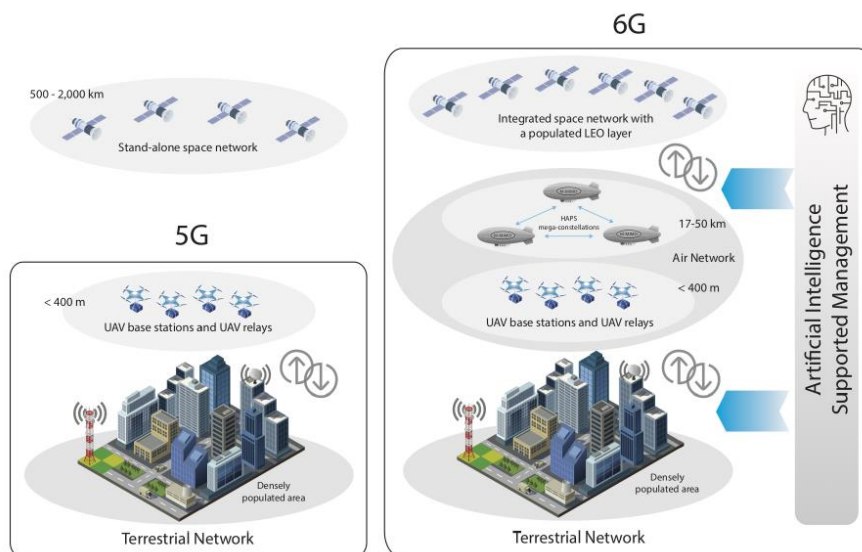 5G
500 - 2,000 km
Stand-alone space network
< 400 m
UAV base stations and UAV relays
Densely
populated area
Terrestrial Network
6G
Integrated space network with
a populated LEO layer
HAPS
mega-constellations
17-50 km
Air Network
< 400 m
UAV base stations and UAV relays
Densely
populated area
Terrestrial Network
Artificial Intelligence
Supported Management